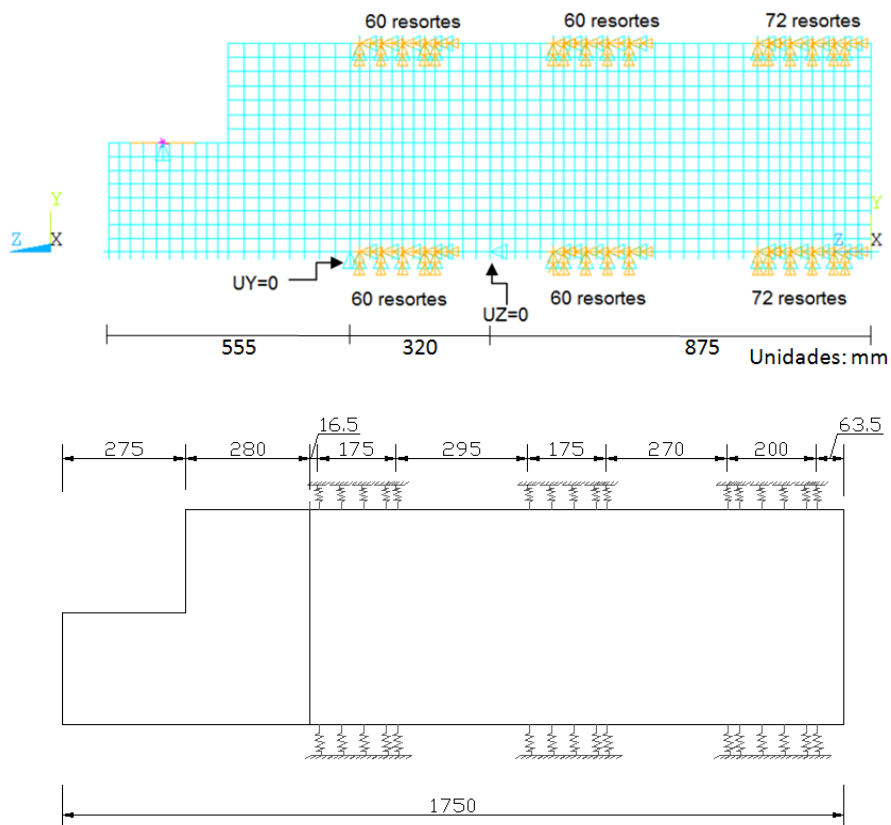 60 resortes
60 resortes
72 resortes
Y
Z
X
Y
Z
X
UY=0
60 resortes
UZ=0
60 resortes
72 resortes
555
320
875
Unidades: mm
16.5
63.5
275
280
175
295
175
270
200
1750